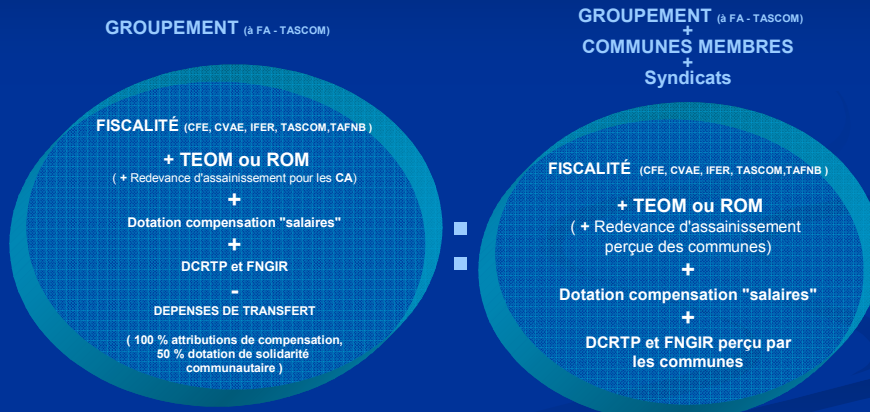 GROUPEMENT (à FA - TASCOM)
FISCALITÉ (CFE, CVAE, IFER, TASCOM,TAFNB )
+ TEOM ou ROM
( + Redevance d'assainissement pour les CA)
+
Dotation compensation "salaires"
+
DCRTP et FNGIR
-
DEPENSES DE TRANSFERT
( 100 % attributions de compensation,
50 % dotation de solidarité
communautaire )
GROUPEMENT (à FA - TASCOM)
+
COMMUNES MEMBRES
+
Syndicats
FISCALITÉ (CFE, CVAE, IFER, TASCOM,TAFNB )
+ TEOM ou ROM
( + Redevance d'assainissement
perçue des communes)
+
Dotation compensation "salaires"
+
DCRTP et FNGIR perçu par
les communes